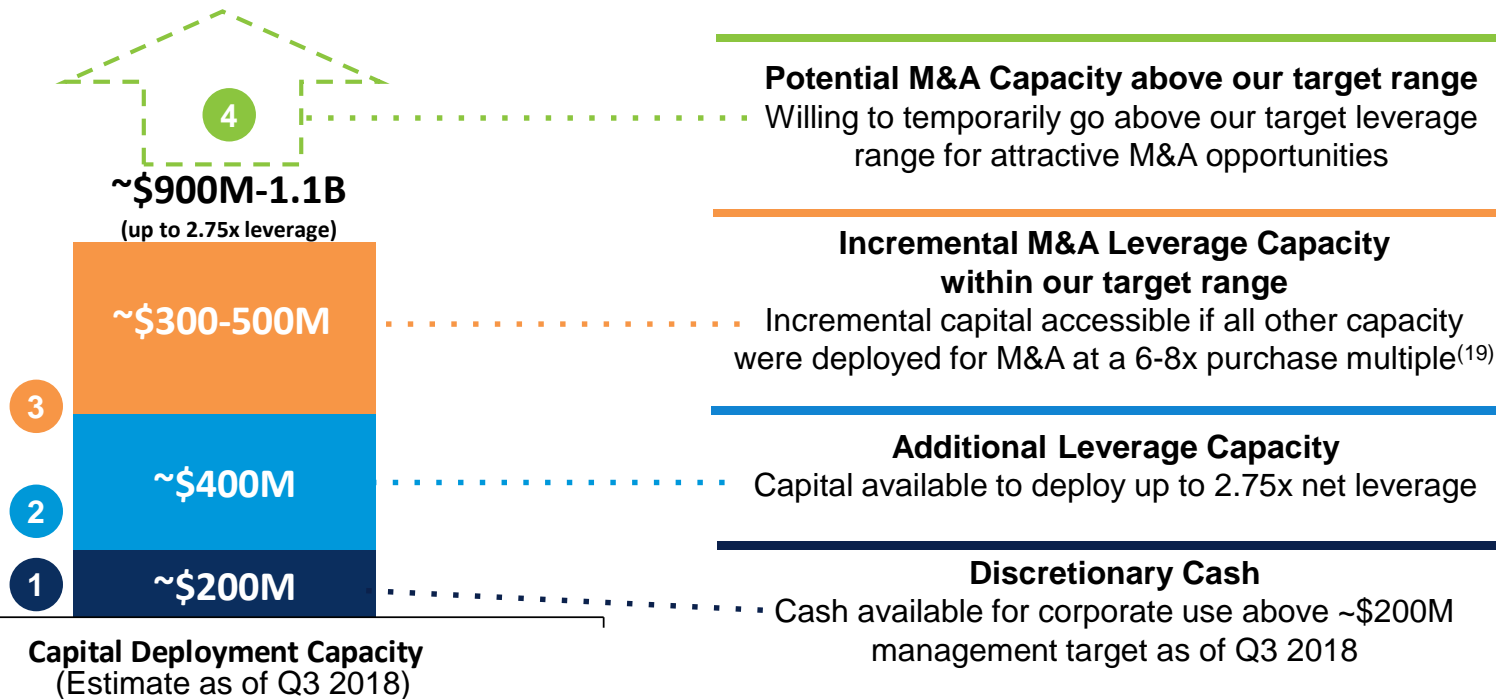 4
~$900M-1.1B
(up to 2.75x leverage)
~$300-500M
3
~$400M
2
1
~$200M
Capital Deployment Capacity
(Estimate as of Q3 2018)
Potential M&A Capacity above our target range
Willing to temporarily go above our target leverage
range for attractive M&A opportunities
Incremental M&A Leverage Capacity
within our target range
Incremental capital accessible if all other capacity
were deployed for M&A at a 6-8x purchase multiple(19)
Additional Leverage Capacity
Capital available to deploy up to 2.75x net leverage
Discretionary Cash
Cash available for corporate use above ~$200M
management target as of Q3 2018